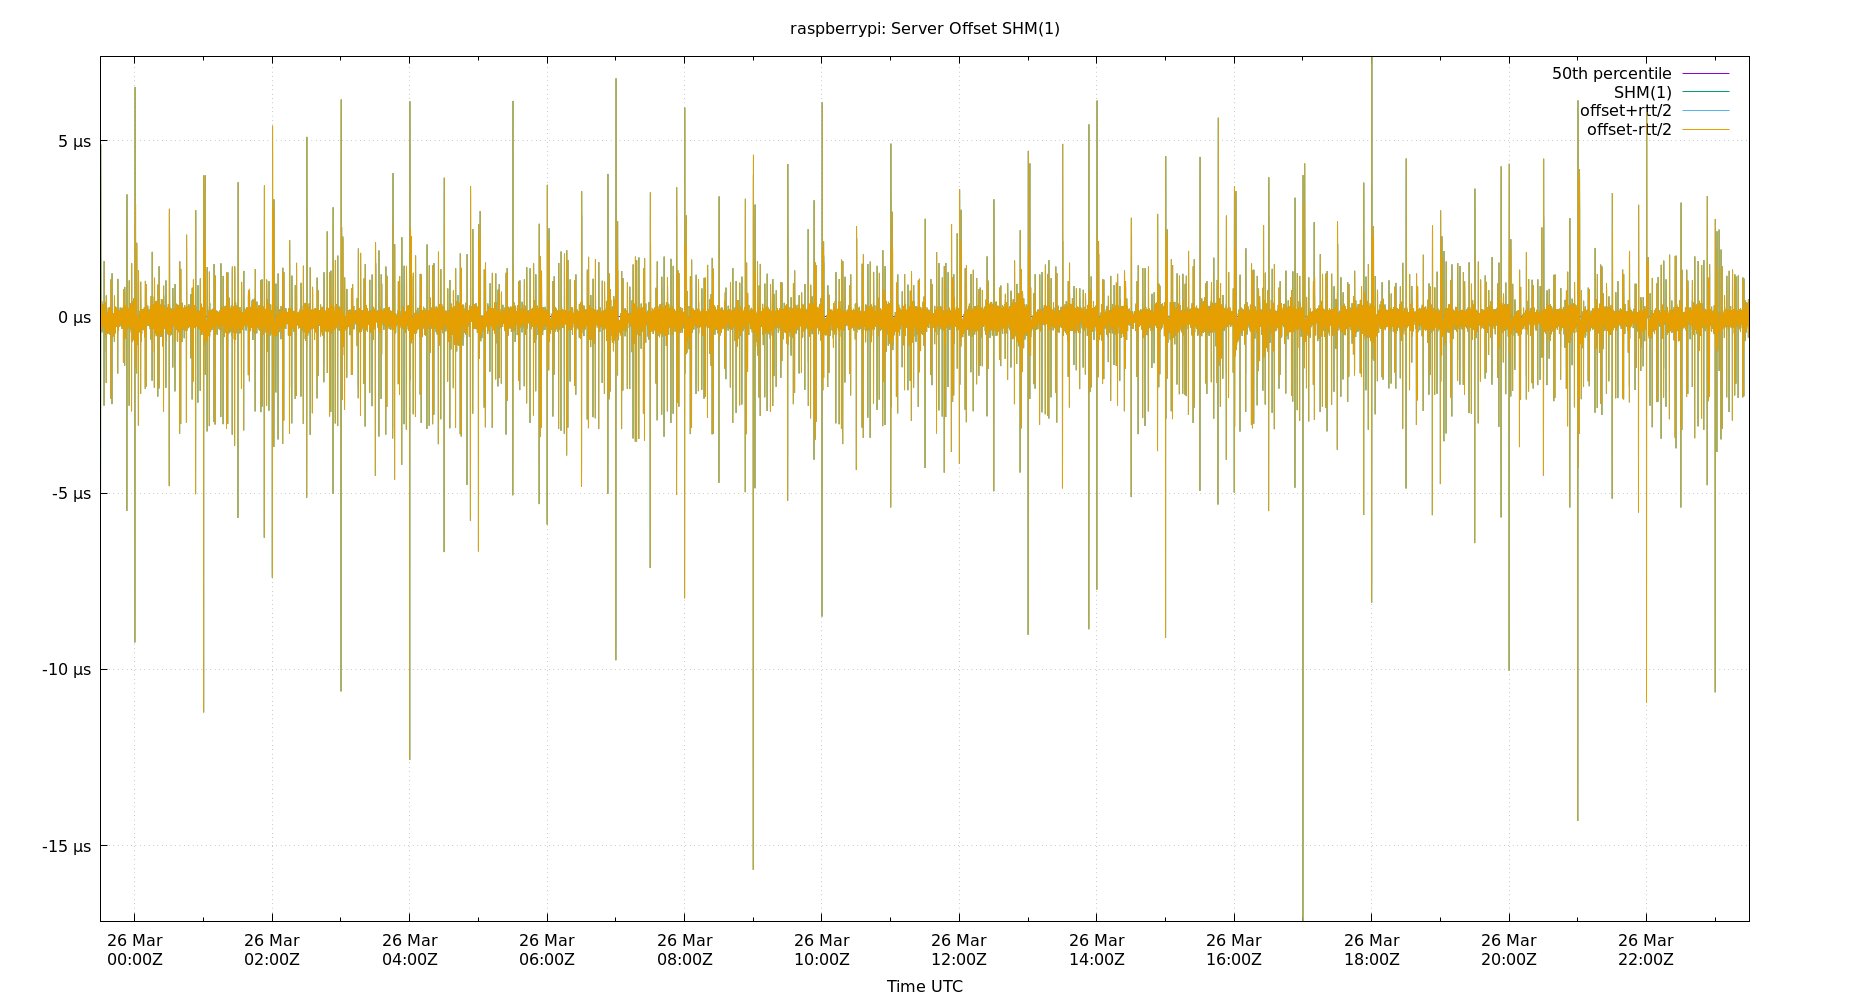 raspberrypi: Server Offset SHM(1)
50th percentile
SHM(1)
offset+rtt/2
offset-rtt/2
5 µs
0 µs
-5 µs
-10 µs
-15 µs
26 Mar 26 Mar 26 Mar 26 Mar 26 Mar 26 Mar 26 Mar 26 Mar 26 Mar 26 Mar 26 Mar 26 Mar
00:00Z 02:00Z 04:00Z 06:00Z 08:00Z 10:00Z 12:00Z 14:00Z 16:00Z 18:00Z 20:00Z 22:00Z
Time UTC